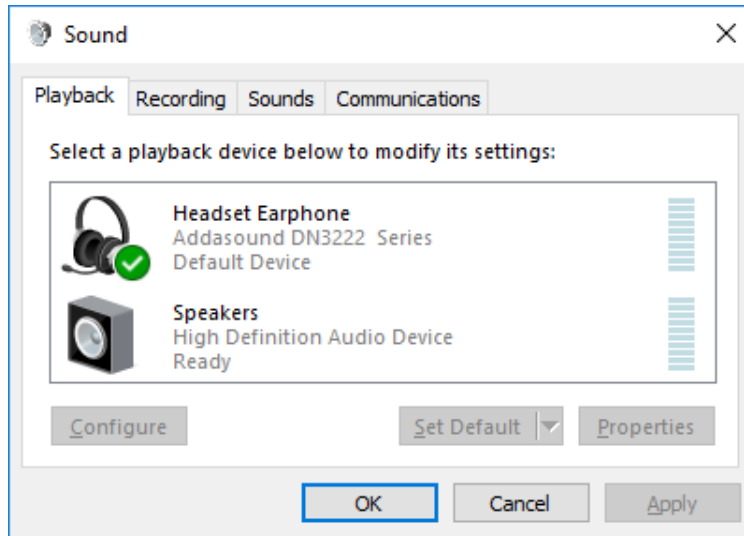 Sound
Playback Recording Sounds Communications
Select a playback device below to modify its settings:
Headset Earphone
Addasound DN3222  Series
Default Device
Speakers
High Definition Audio Device
Ready
Configure Set Default Properties
OK Cancel Apply